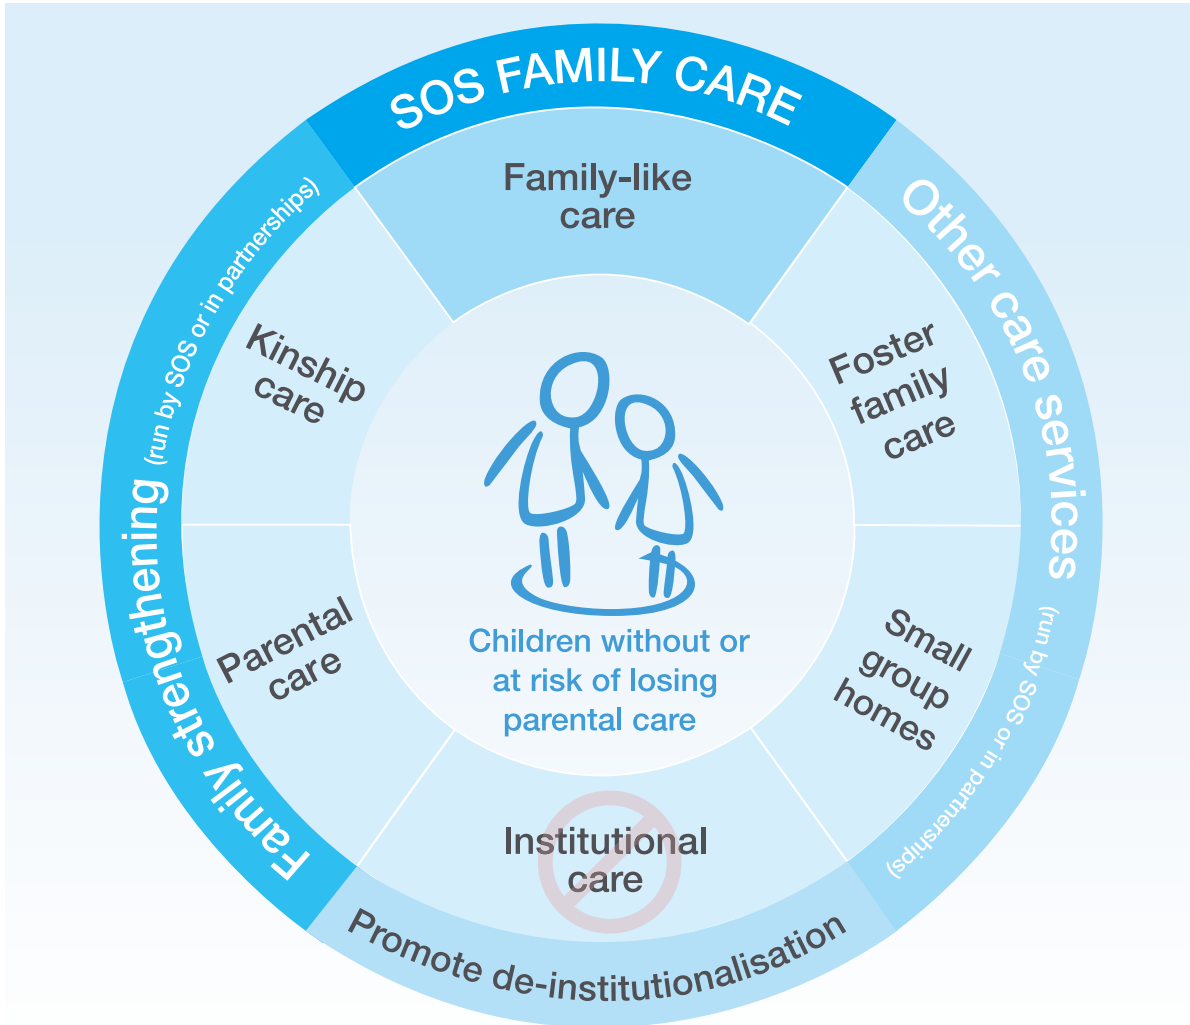 SOS FAMILY CARE
Family-like
care
Other care services (run by SOS or in partnerships)
Foster
family
care
Small
group
homes
Promote de-institutionalisation
Institutional
care
Family strengthening (run by SOS or in partnerships)
Parental
care
Kinship
care
Children without or
at risk of losing
parental care